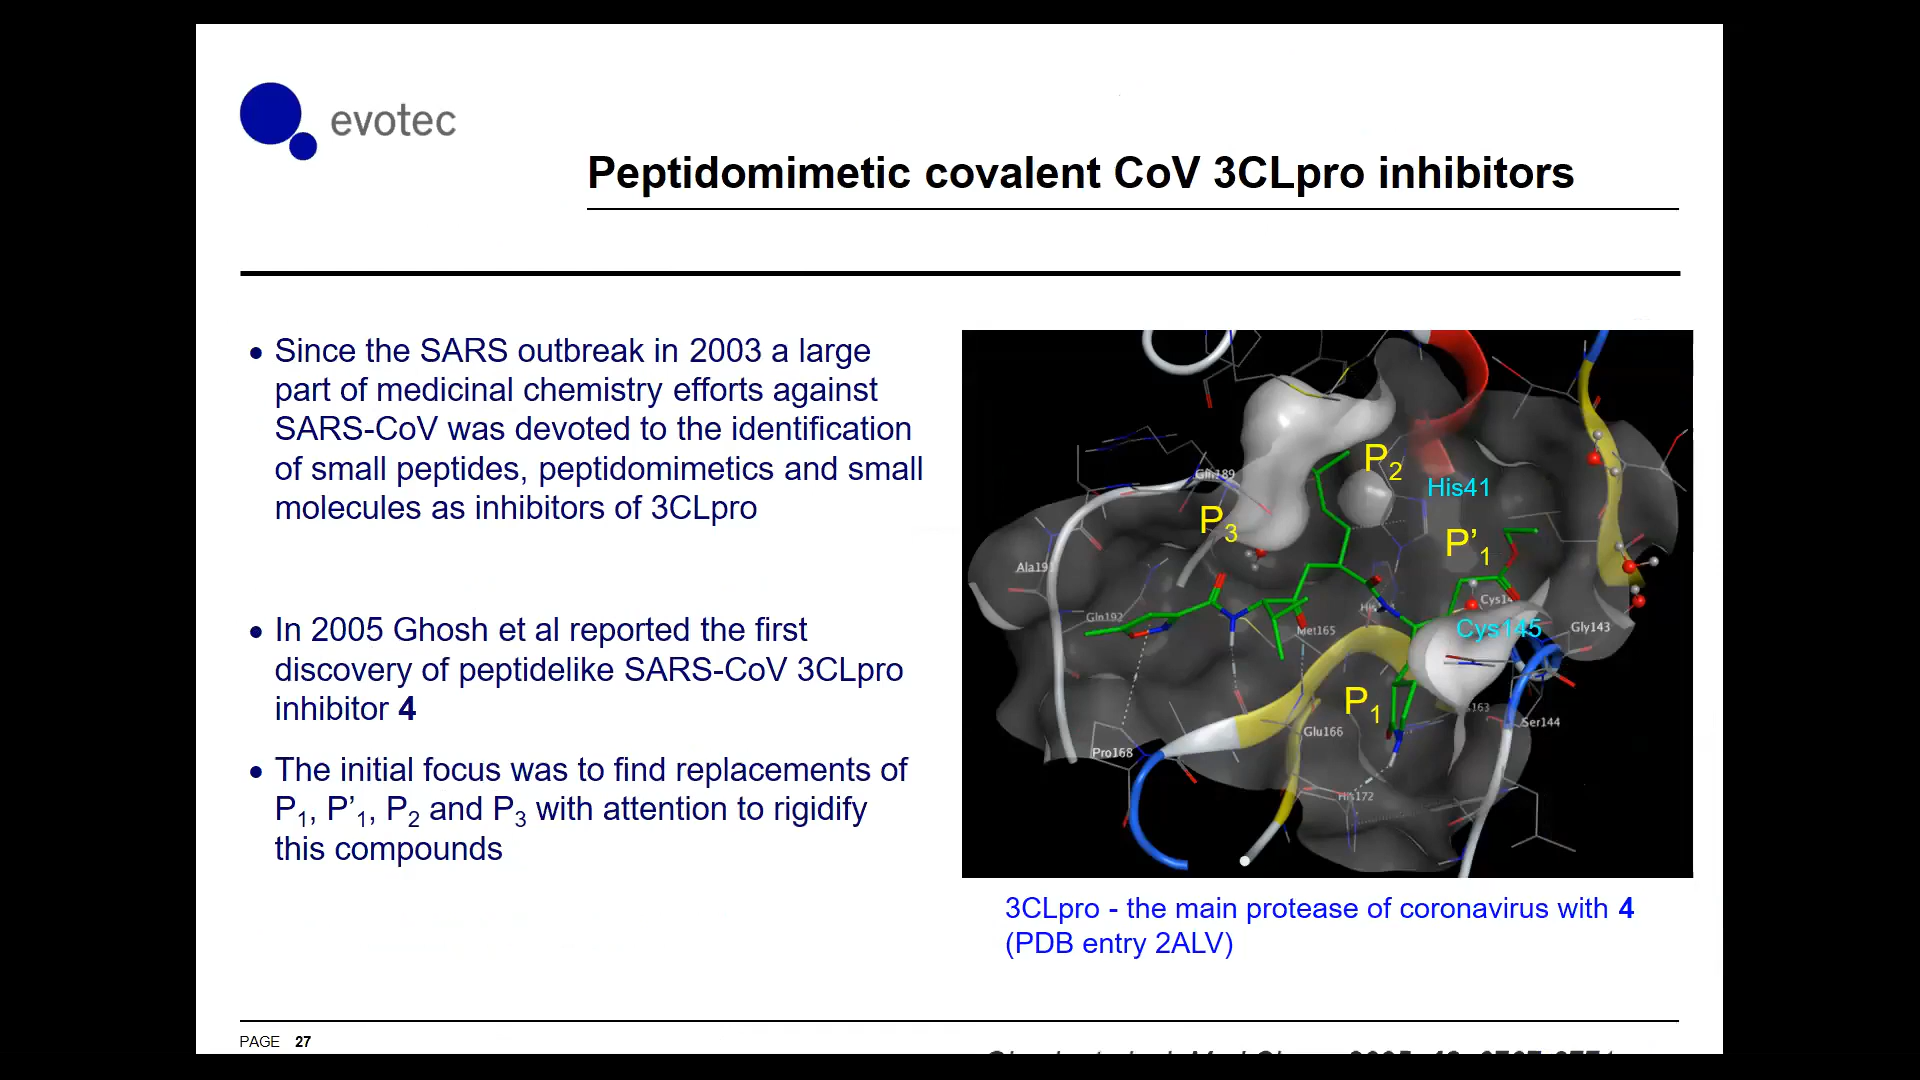 evotec
Peptidomimetic covalent CoV 3CLpro inhibitors
• Since the SARS outbreak in 2003 a large
part of medicinal chemistry efforts against
SARS-CoV was devoted to the identification
of small peptides, peptidomimetics and small
molecules as inhibitors of 3CLpro
• In 2005 Ghosh et al reported the first
discovery of peptidelike SARS-CoV 3CLpro
inhibitor 4
• The initial focus was to find replacements of
P1, P’1, P2 and P3 with attention to rigidify
this compounds
P2
Gln189
His41
P3
P’1
Gln192
Cys145
Met165
Gly143
P1
Ser144
Glu166
Pro168
His172
3CLpro - the main protease of coronavirus with 4
(PDB entry 2ALV)
PAGE 27